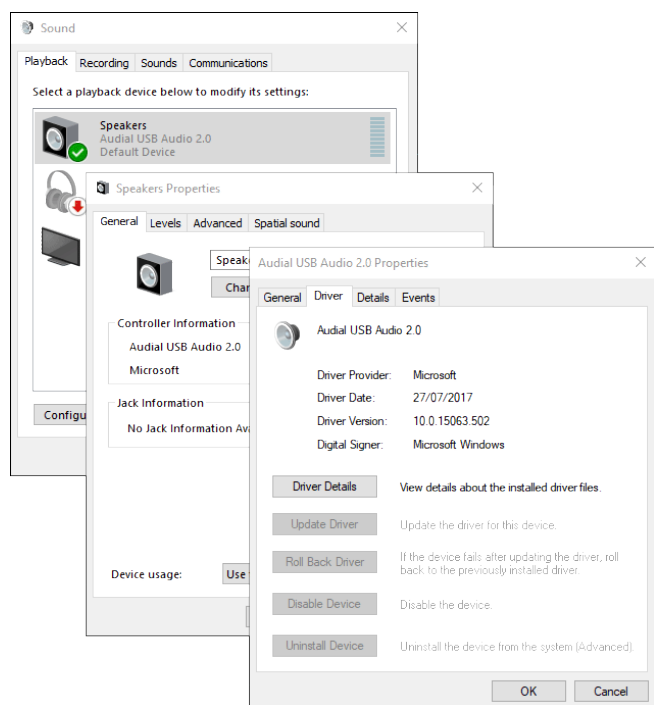 Sound
Playback Recording Sounds Communications
Select a playback device below to modify its settings:
Speakers
Audial USB Audio 2.0
Default Device
Speakers Properties
General Levels Advanced Spatial sound
Controller Information
Audial USB Audio 2.0
Microsoft
Jack Information
No Jack Information
Device usage:
Audial USB Audio 2.0 Properties
General Driver Details Events
Audial USB Audio 2.0
Driver Provider: Microsoft
Driver Date: 27/07/2017
Driver Version: 10.0.15063.502
Digital Signer: Microsoft Windows
Driver Details View details about the installed driver files.
Update Driver Update the driver for this device.
Roll Back Driver If the device fails after updating the driver, roll
back to the previously installed driver.
Disable Device Disable the device.
Uninstall Device Uninstall the device from the system (Advanced).
OK Cancel